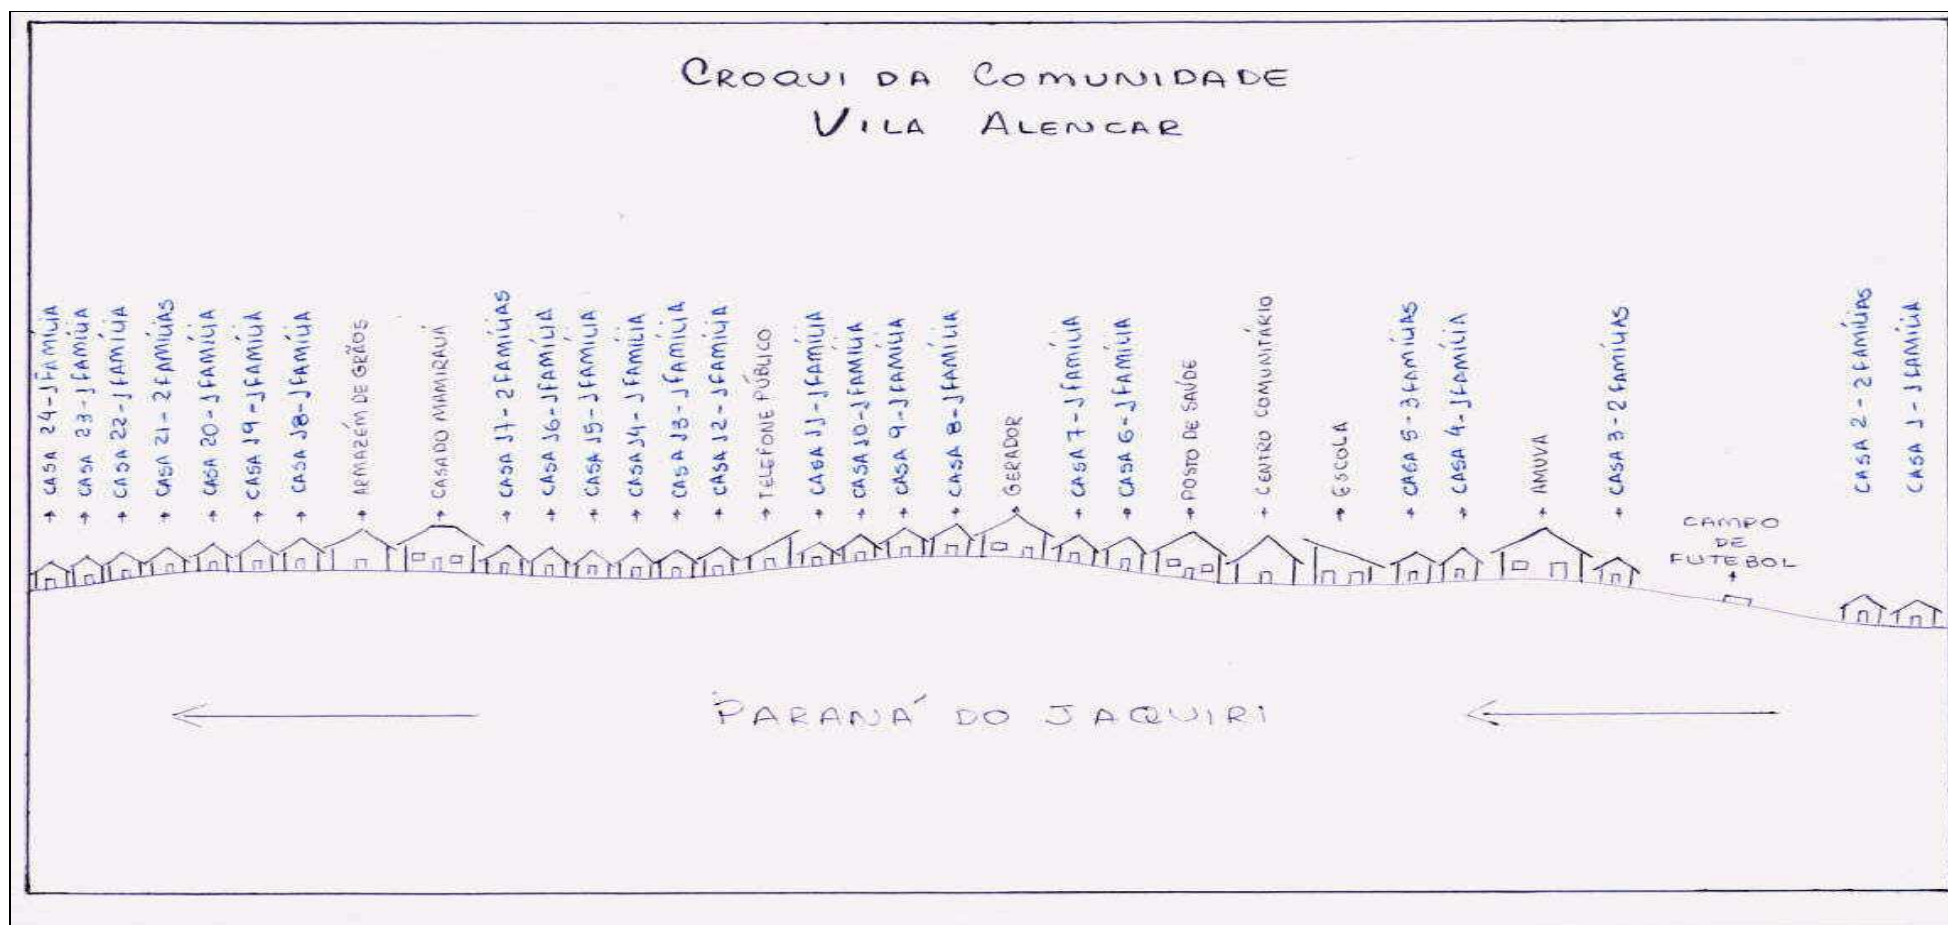 CROQUI DA COMUNIDADE
VILA ALENCAR
CASA 24-1 FAMÍLIA
CASA 23-1 FAMÍLIA
CASA 22-1 FAMÍLIA
CASA 21-2 FAMÍLIAS
CASA 20-1 FAMÍLIA
CASA 19-1 FAMÍLIA
CASA 18-1 FAMÍLIA
ARMAZÉM DE GRÃOS
CASA DO MAMIRAUÁ
CASA 17-2 FAMÍLIAS
CASA 16-1 FAMÍLIA
CASA 15-1 FAMÍLIA
CASA 14-1 FAMÍLIA
CASA 13-1 FAMÍLIA
CASA 12-1 FAMÍLIA
TELEFONE PÚBLICO
CASA 11-1 FAMÍLIA
CASA 10-1 FAMÍLIA
CASA 9-1 FAMÍLIA
CASA 8-1 FAMÍLIA
GERADOR
CASA 7-1 FAMÍLIA
CASA 6-1 FAMÍLIA
POSTO DE SAÚDE
CENTRO COMUNITÁRIO
ESCOLA
CASA 5-3 FAMÍLIAS
CASA 4-1 FAMÍLIA
AMUVA
CASA 3-2 FAMÍLIAS
CAMPO
DE
FUTEBOL
CASA 2-2 FAMÍLIAS
CASA 1-1 FAMÍLIA
PARANÁ DO JAQUIRI